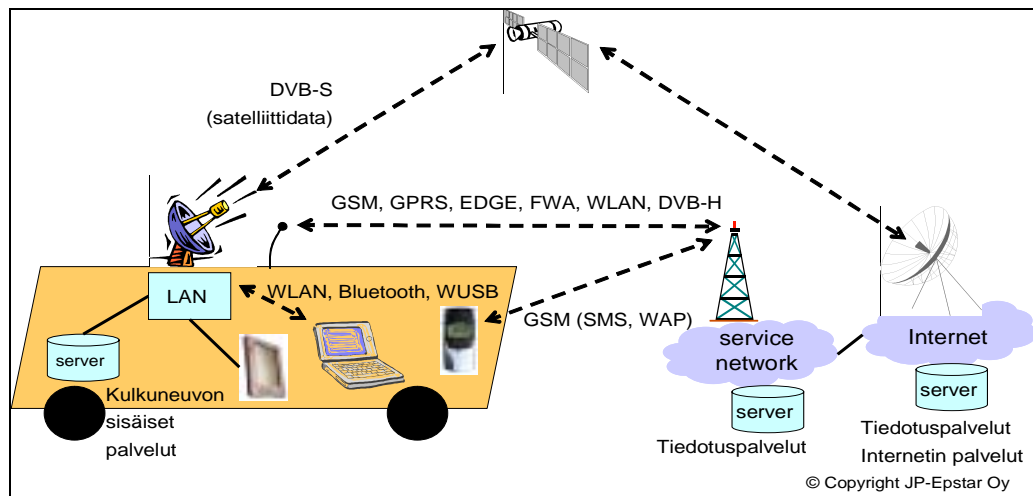 DVB-S
(satelliittidata)
GSM, GPRS, EDGE, FWA, WLAN, DVB-H
LAN
WLAN, Bluetooth, WUSB
GSM (SMS, WAP)
server
Kulkuneuvon
sisäiset
palvelut
service
network
Internet
server
Tiedotuspalvelut
server
Tiedotuspalvelut
Internetin palvelut
© Copyright JP-Epstar Oy